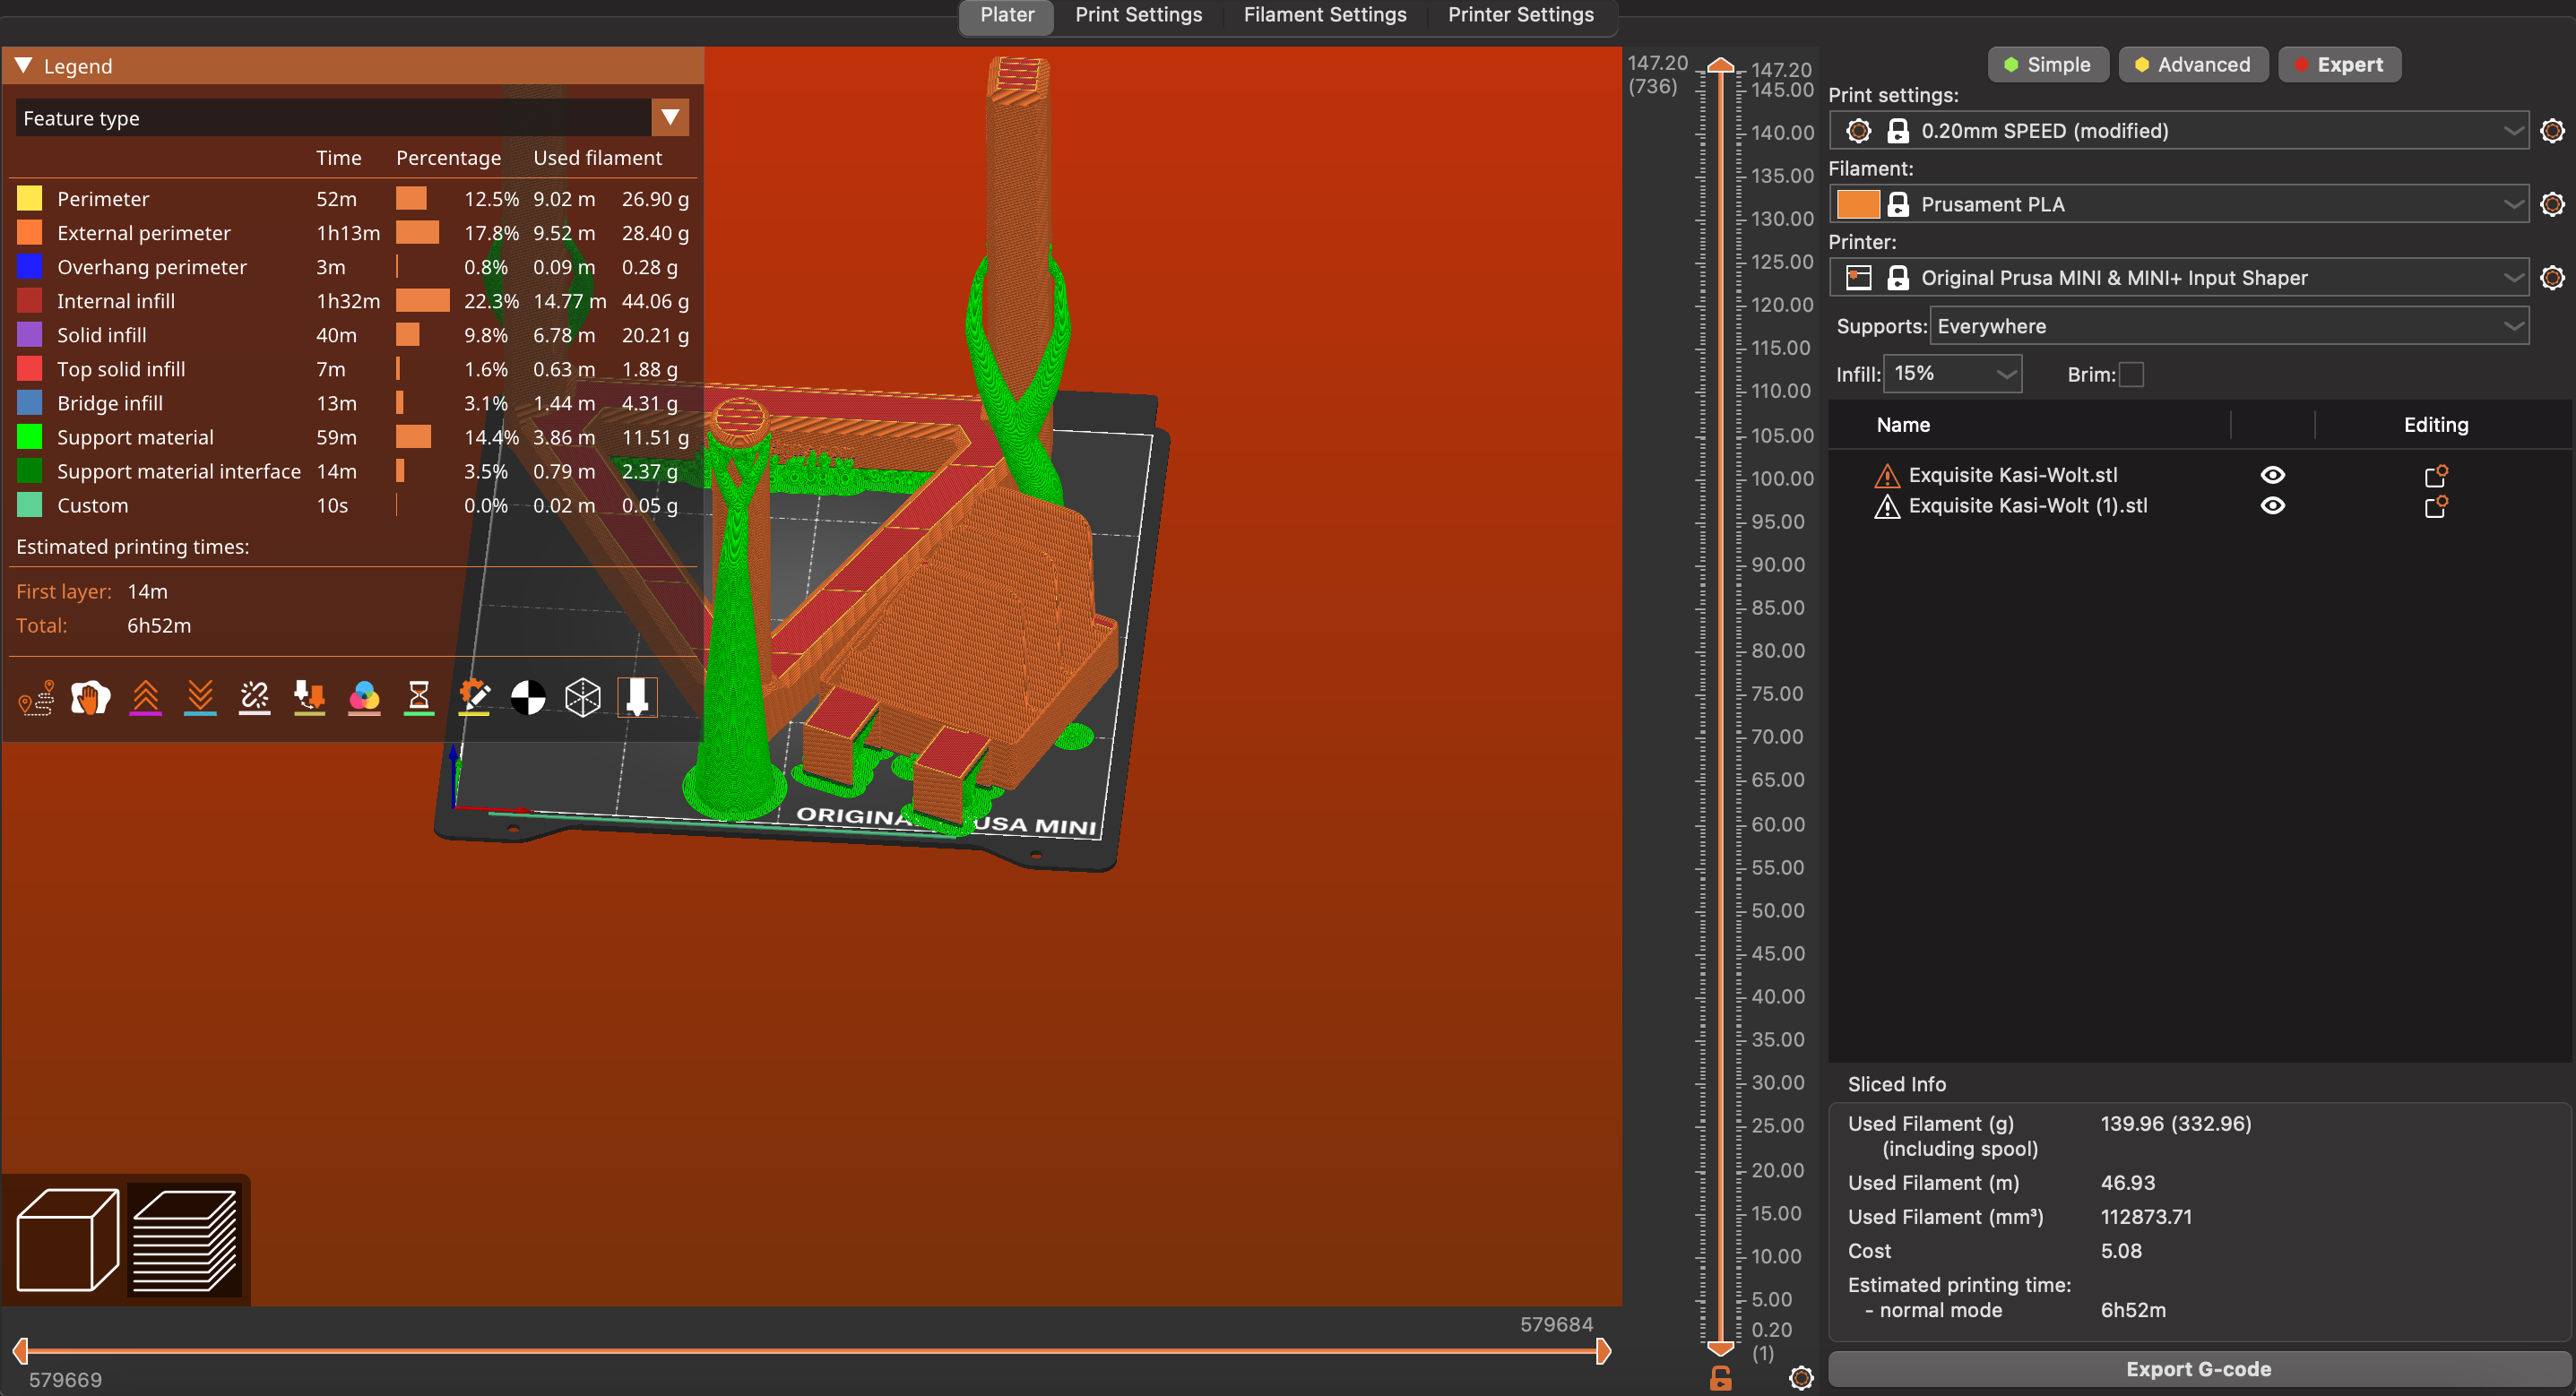 Plater Print Settings Filament Settings Printer Settings
Legend
Feature type
Time Percentage Used filament
Perimeter 52m 12.5% 9.02 m 26.90 g
External perimeter 1h13m 17.8% 9.52 m 28.40 g
Overhang perimeter 3m 0.8% 0.09 m 0.28 g
Internal infill 1h32m 22.3% 14.77 m 44.06 g
Solid infill 40m 9.8% 6.78 m 20.21 g
Top solid infill 7m 1.6% 0.63 m 1.88 g
Bridge infill 13m 3.1% 1.44 m 4.31 g
Support material 59m 14.4% 3.86 m 11.51 g
Support material interface 14m 3.5% 0.79 m 2.37 g
Custom 10s 0.0% 0.02 m 0.05 g
Estimated printing times:
First layer: 14m
Total: 6h52m
ORIGINA USA MINI
579684
579669
147.20
(736)
147.20
145.00
140.00
135.00
130.00
125.00
120.00
115.00
110.00
105.00
100.00
95.00
90.00
85.00
80.00
75.00
70.00
65.00
60.00
55.00
50.00
45.00
40.00
35.00
30.00
25.00
20.00
15.00
10.00
5.00
0.20
(1)
Simple Advanced Expert
Print settings:
0.20mm SPEED (modified)
Filament:
Prusament PLA
Printer:
Original Prusa MINI & MINI+ Input Shaper
Supports: Everywhere
Infill: 15% Brim:
Name Editing
Exquisite Kasi-Wolt.stl
Exquisite Kasi-Wolt (1).stl
Sliced Info
Used Filament (g) 139.96 (332.96)
(including spool)
Used Filament (m) 46.93
Used Filament (mm³) 112873.71
Cost 5.08
Estimated printing time:
- normal mode 6h52m
Export G-code